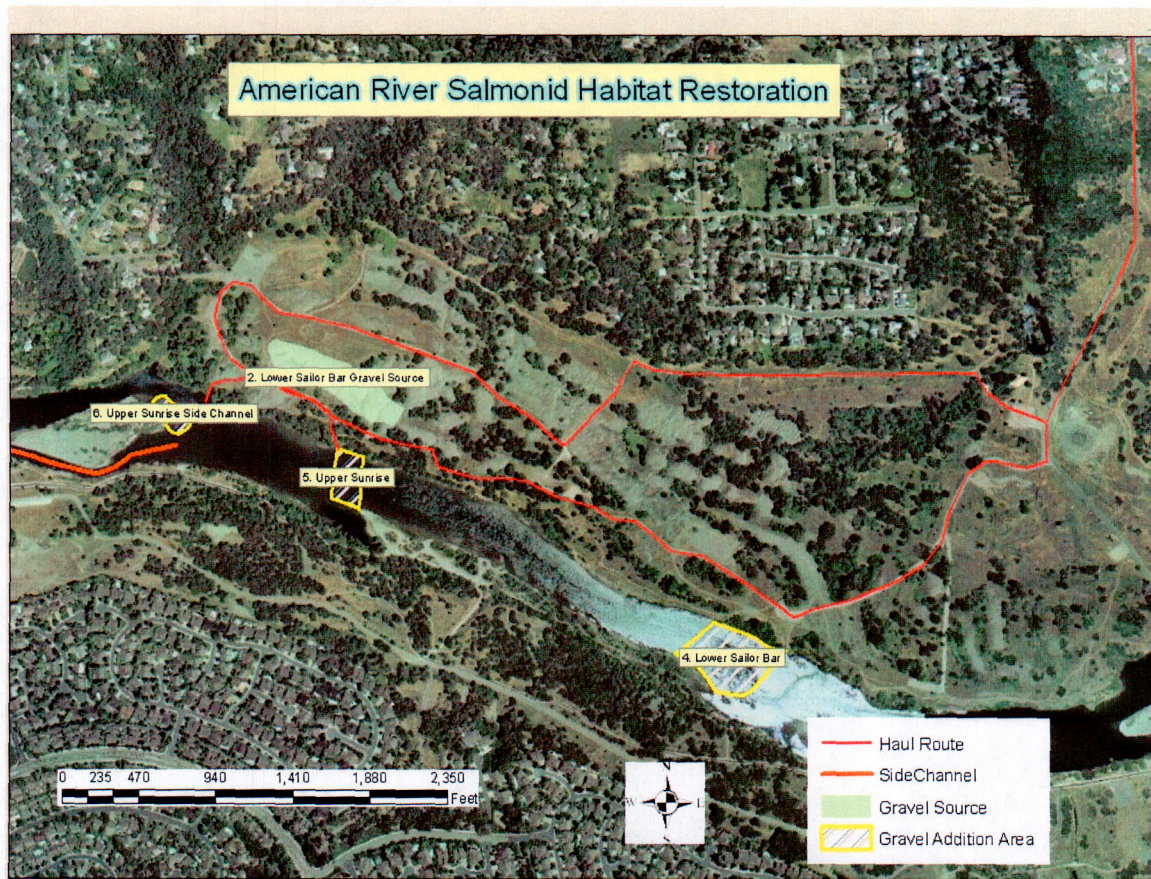 American River Salmonid Habitat Restoration
2. Lower Sailor Bar Gravel Source
6. Upper Sunrise Side Channel
5. Upper Sunrise
4. Lower Sailor Bar
0 235 470 940 1,410 1,880 2,350
Feet
N
W E
S
Haul Route
SideChannel
Gravel Source
Gravel Addition Area